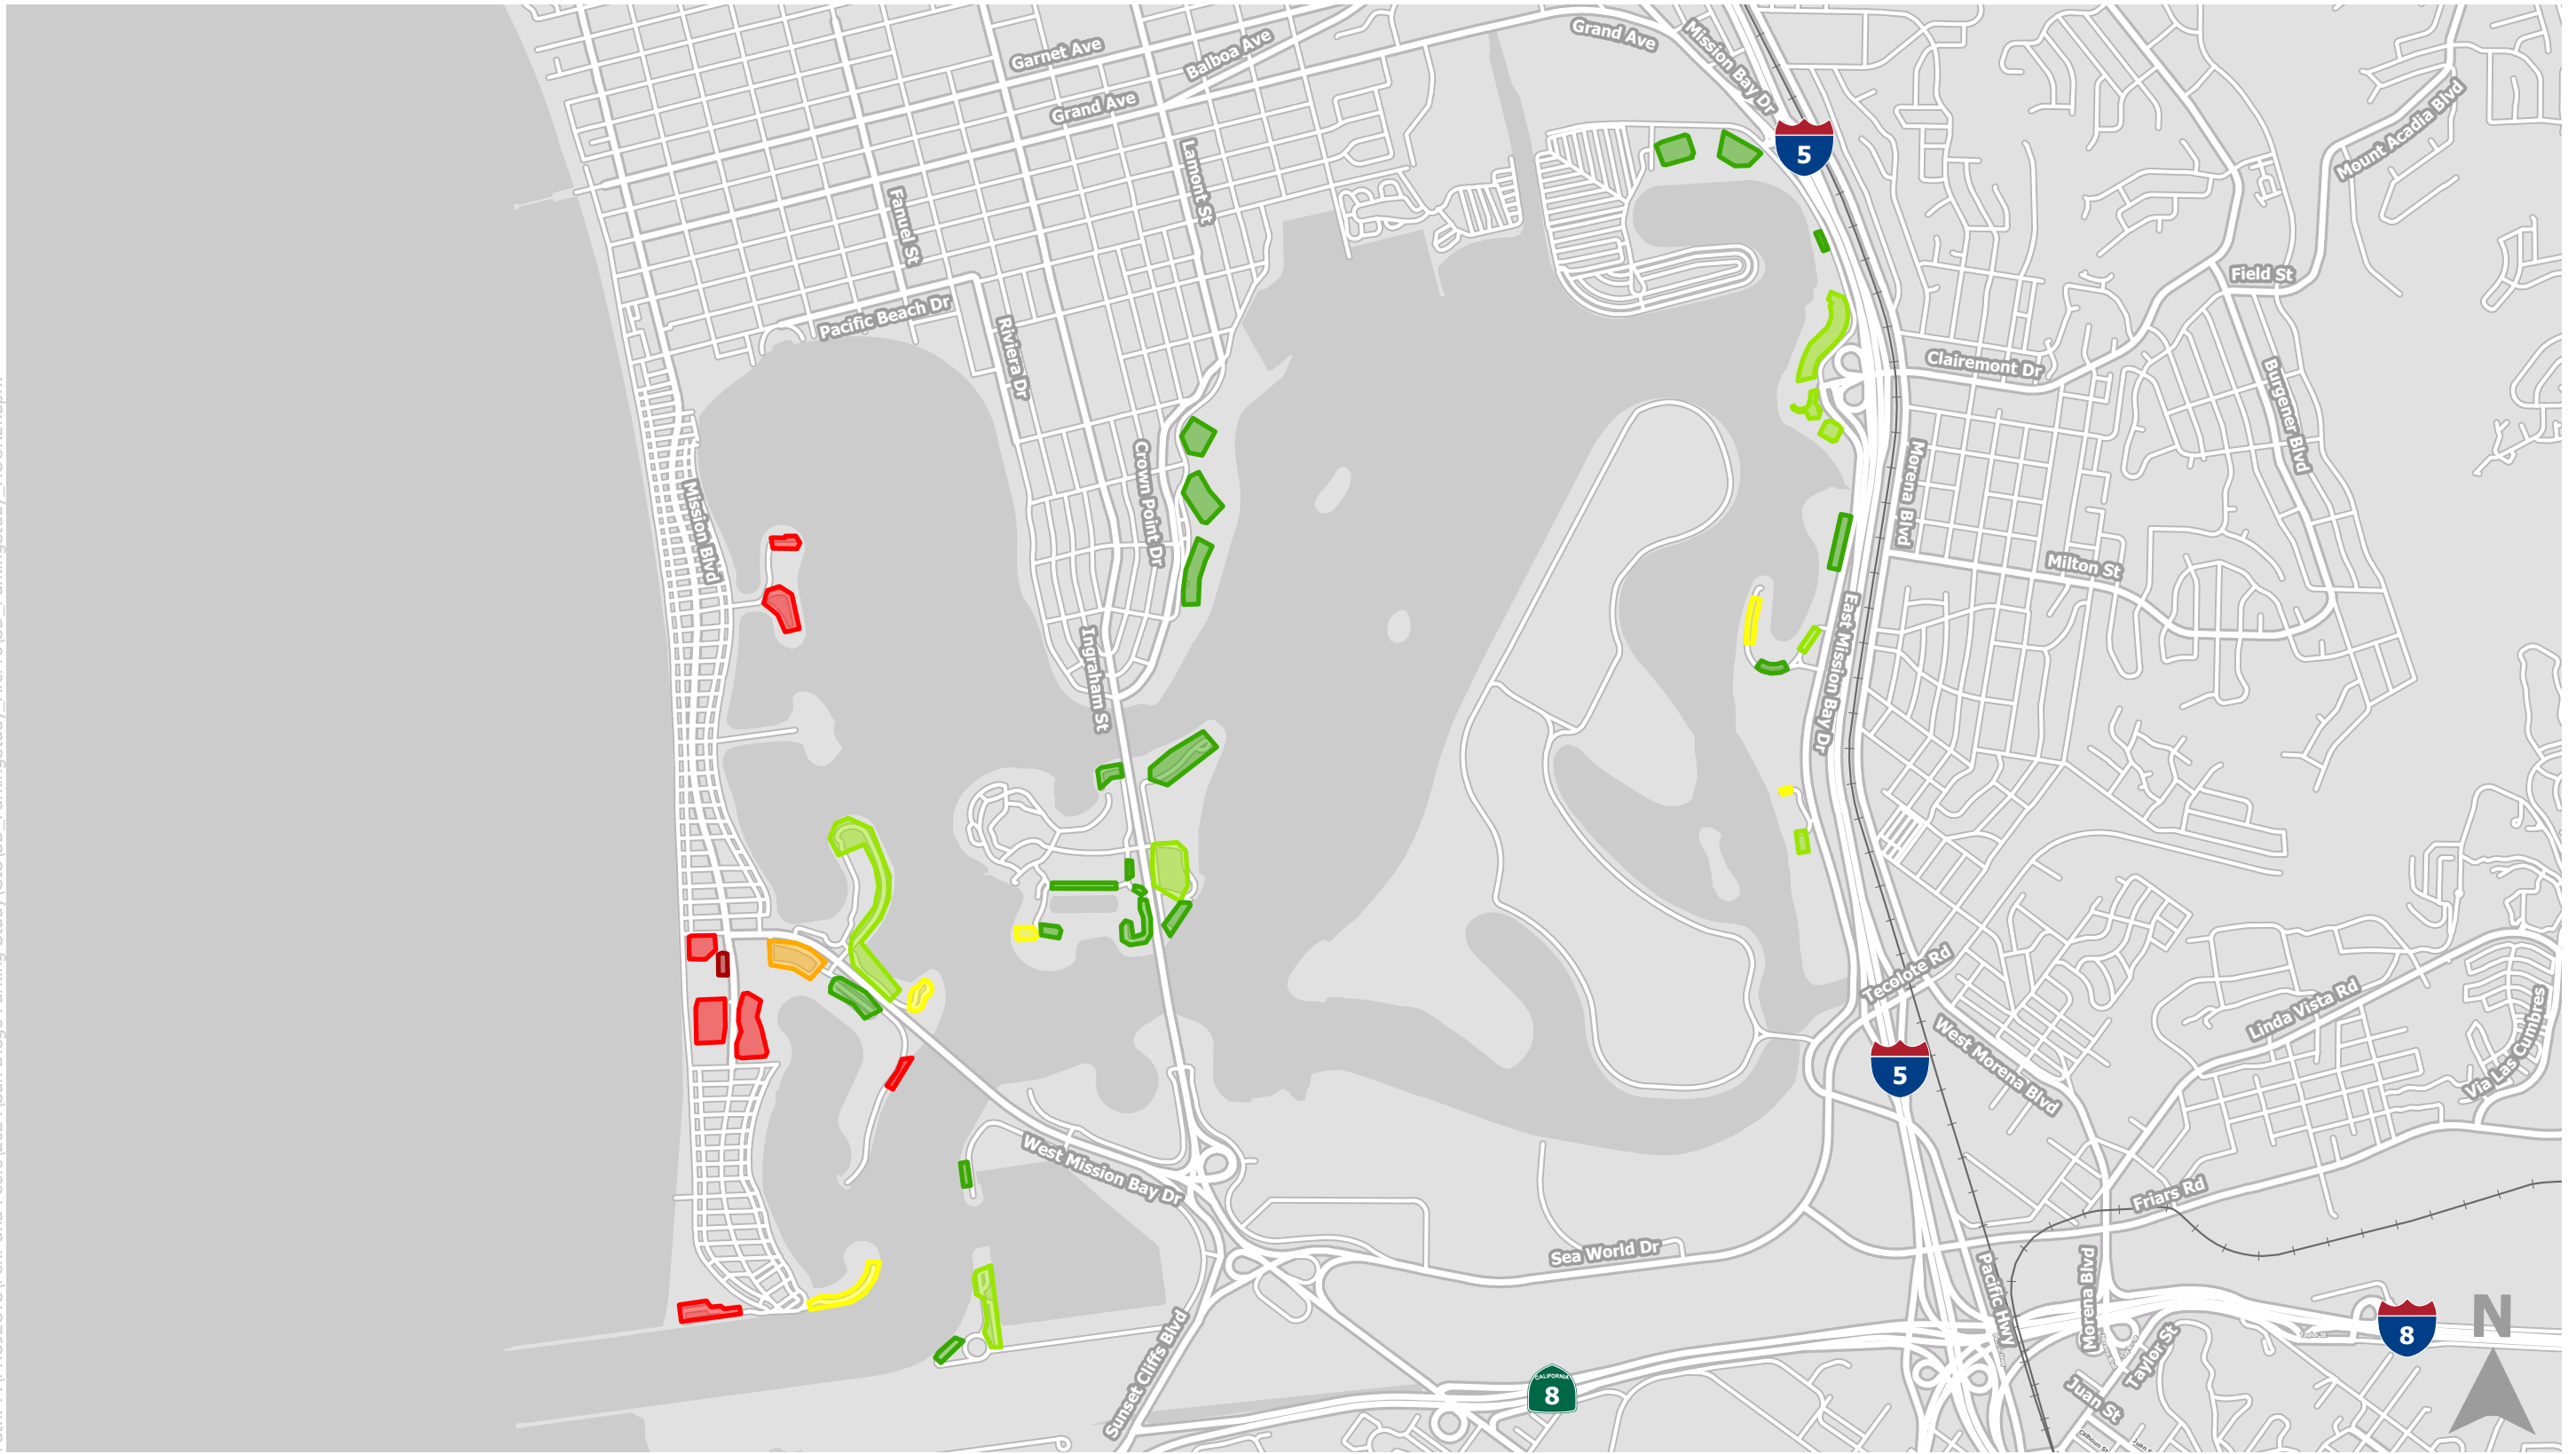 Garnet Ave
Balboa Ave
Grand Ave
Grand Ave
Mission Bay Dr
Mount Acadia Blvd
5
Lamont St
Fanuel St
Field St
Pacific Beach Dr
Riviera Dr
Clairemont Dr
Burgener Blvd
Crown Point Dr
Morena Blvd
Mission Blvd
Milton St
Ingraham St
East Mission Bay Dr
Tecolote Rd
Linda Vista Rd
Via Las Cumbres
West Morena Blvd
5
West Mission Bay Dr
Friars Rd
Sea World Dr
Pacific Hwy
Morena Blvd
Taylor St
Sunset Cliffs Blvd
Juan St
CALIFORNIA
8
8
N